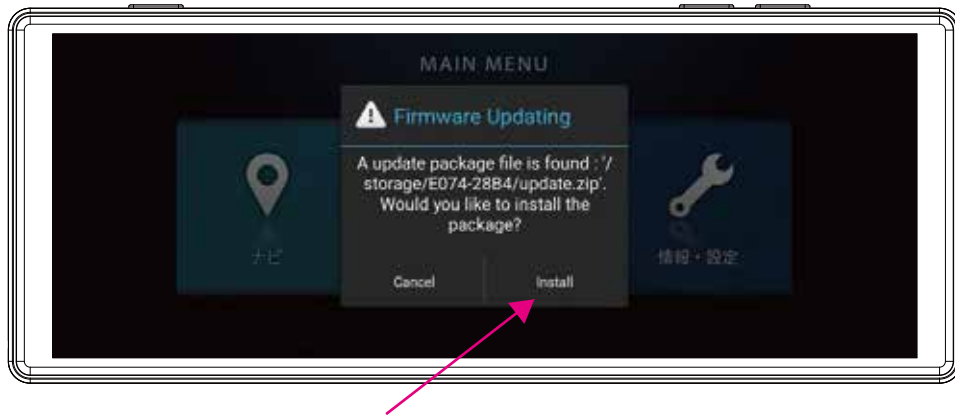 MAIN MENU
Firmware Updating
A update package file is found : '/
storage/E074-28B4/update.zip'.
Would you like to install the
package?
Cancel
Install
ナビ
情報・設定